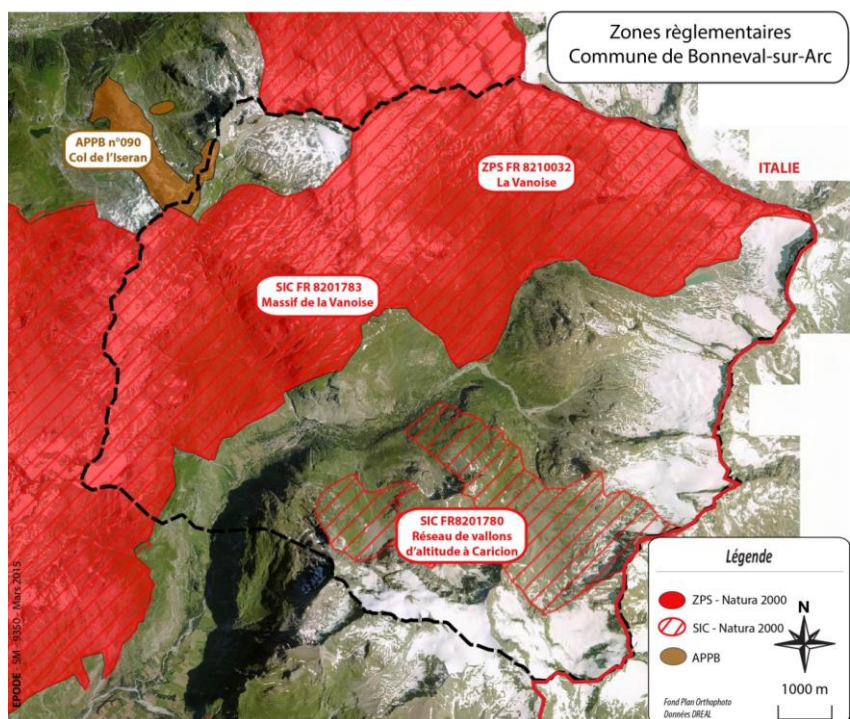 Zones règlementaires
Commune de Bonneval-sur-Arc
APPB n°090
Col de l'Iseran
ZPS FR 8210032
La Vanoise
ITALIE
SIC FR 8201783
Massif de la Vanoise
SIC FR8201780
Réseau de vallons
d'altitude à Caricion
Légende
ZPS - Natura 2000
SIC - Natura 2000
APPB
N
1000 m
Fond Plan Orthophoto
Données DREAL
EPODE - SM - 9350 - Mars 2015